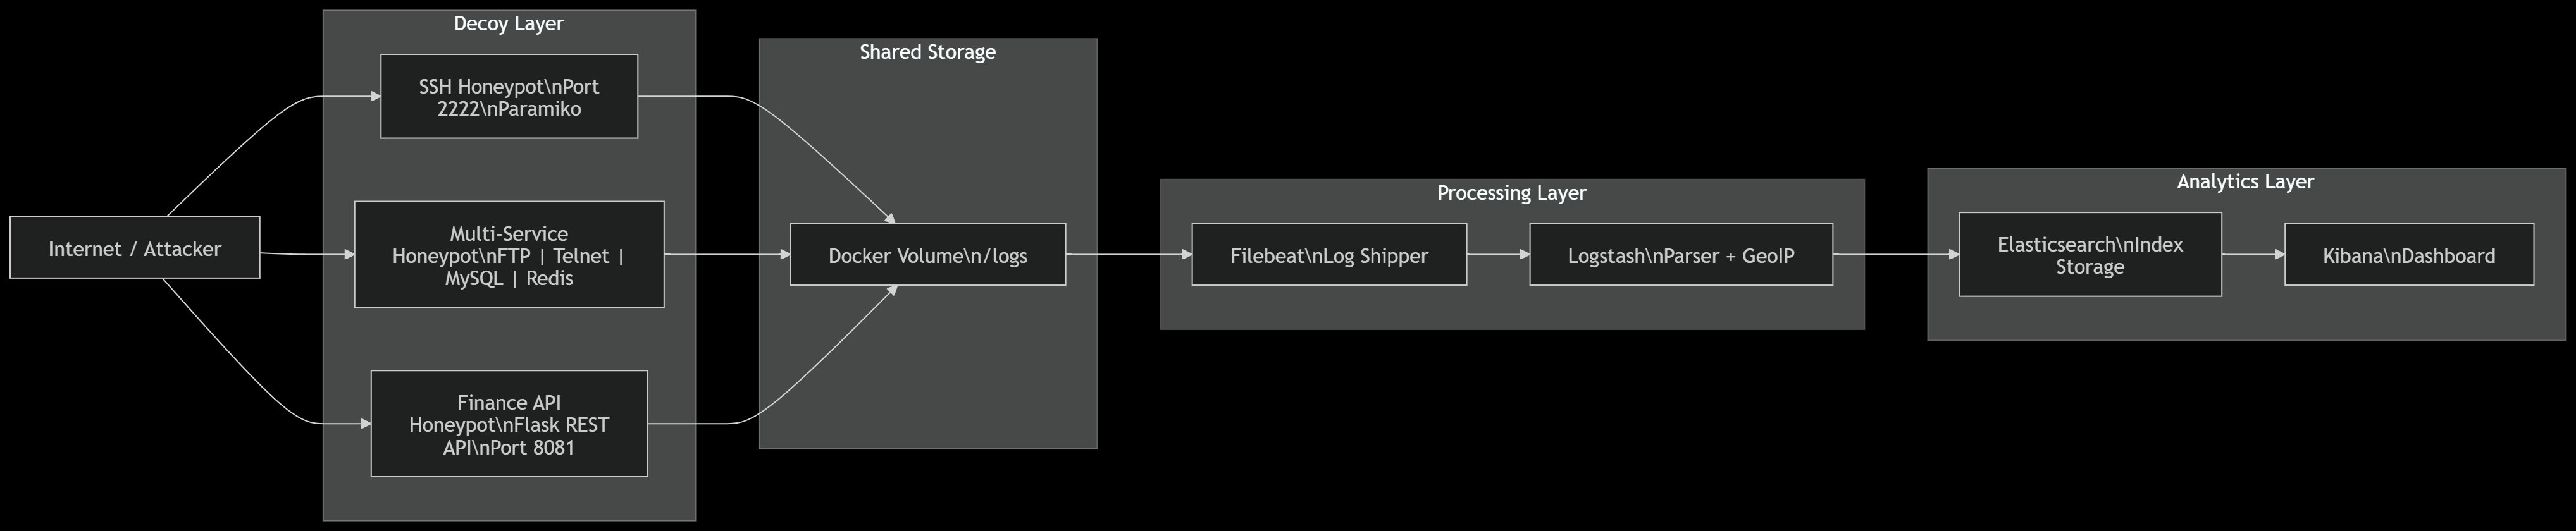 Decoy Layer
SSH Honeypot\nPort
2222\nParamiko
Multi-Service
Honeypot\nFTP | Telnet |
MySQL | Redis
Finance API
Honeypot\nFlask REST
API\nPort 8081
Internet / Attacker
Shared Storage
Docker Volume\n/logs
Processing Layer
Filebeat\nLog Shipper
Logstash\nParser + GeoIP
Analytics Layer
Elasticsearch\nIndex
Storage
Kibana\nDashboard